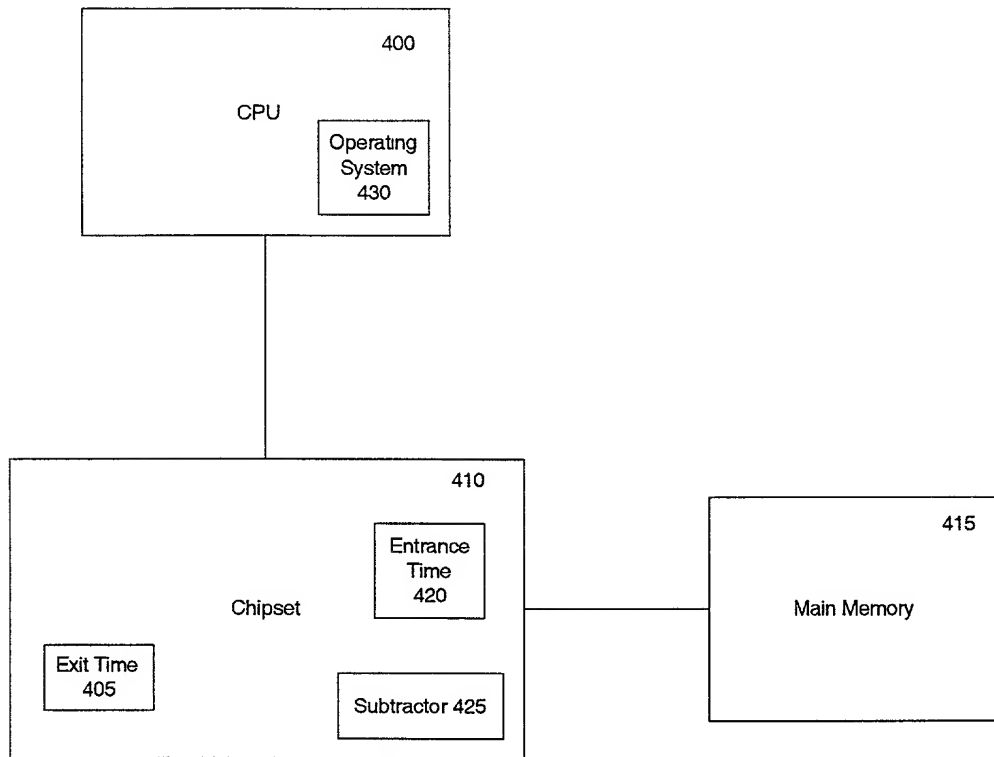 400
CPU
Operating
System
430
410
Entrance
Time
420
Chipset
Exit Time
405
Subtractor 425
415
Main Memory